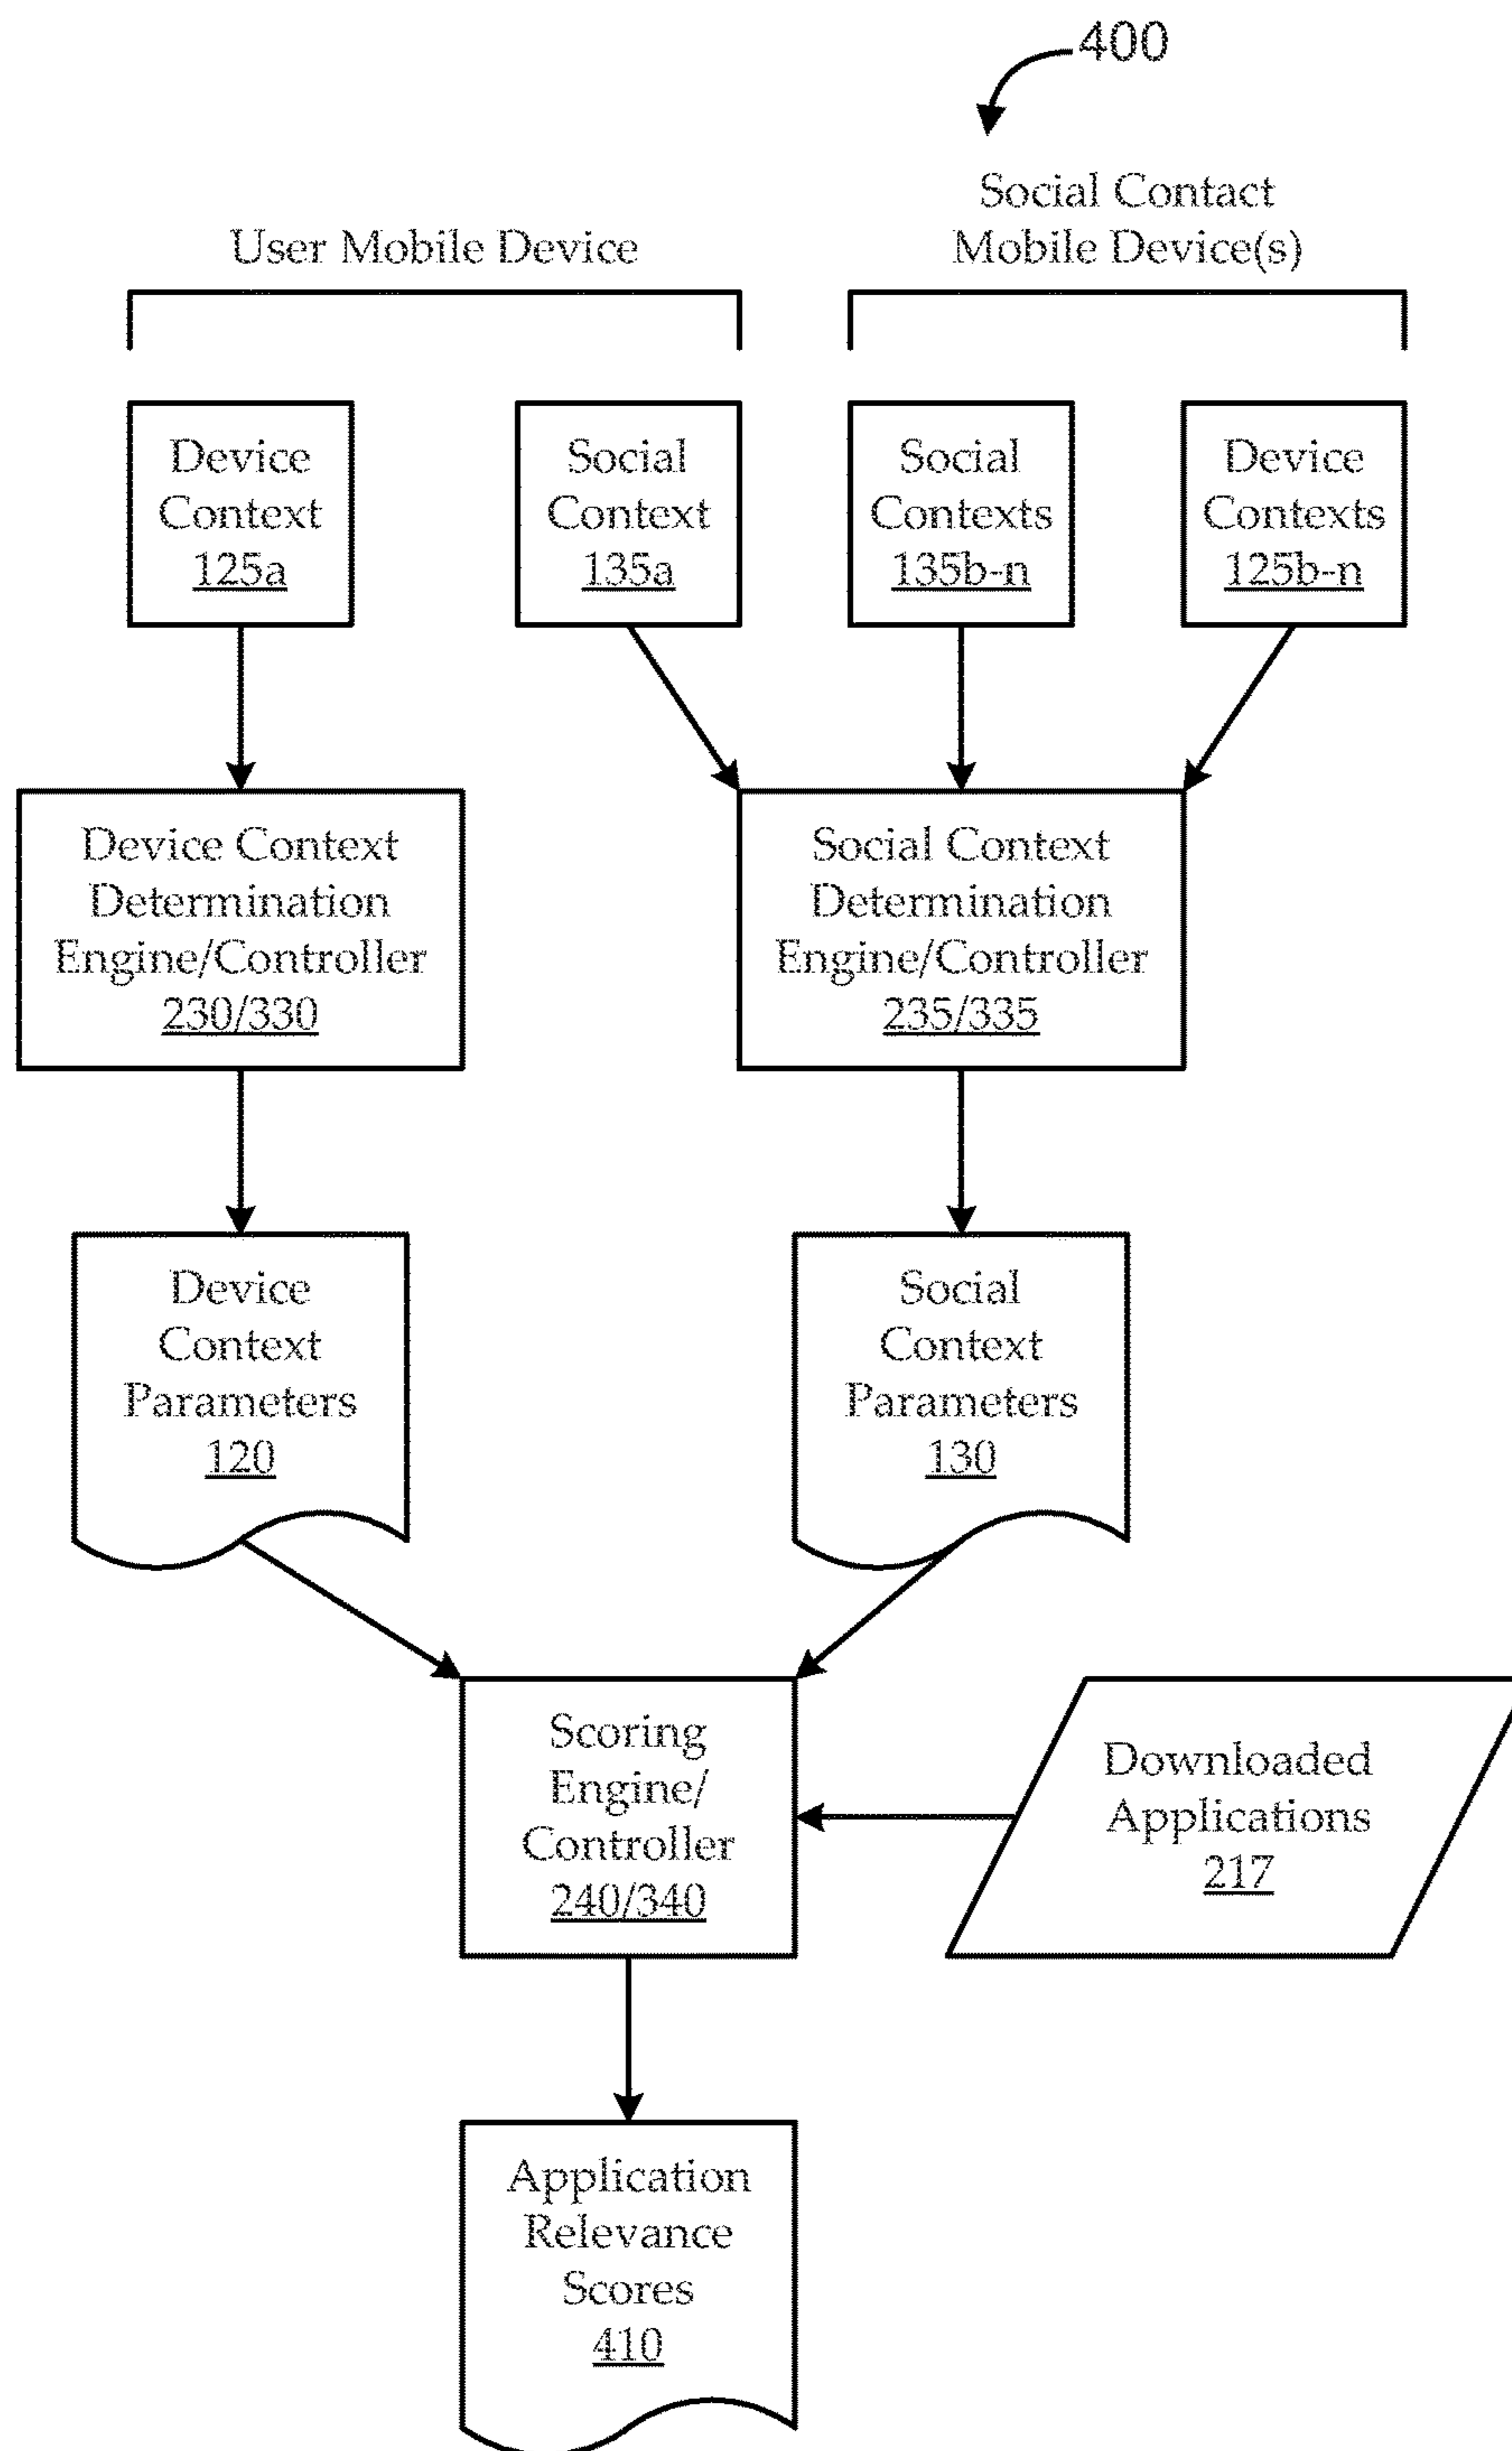 400
User Mobile Device
Social Contact
Mobile Device(s)
Device
Context
125a
Social
Context
135a
Social
Contexts
135b-n
Device
Contexts
125b-n
Device Context
Determination
Engine/Controller
230/330
Social Context
Determination
Engine/Controller
235/335
Device
Context
Parameters
120
Social
Context
Parameters
130
Scoring
Engine/
Controller
240/340
Downloaded
Applications
217
Application
Relevance
Scores
410